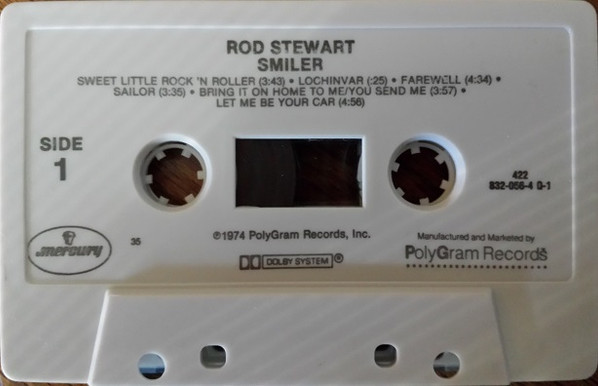 ROD STEWART
SMILER
SWEET LITTLE ROCK 'N ROLLER (3:43) • LOCHINVAR (:25) • FAREWELL (4:34) •
SAILOR (3:35) • BRING IT ON HOME TO ME/YOU SEND ME (3:57) •
LET ME BE YOUR CAR (4:56)
SIDE
1
422
832-056-4 Q-1
mercury
35
℗1974 PolyGram Records, Inc.
Manufactured and Marketed by
PolyGram Records
DOLBY SYSTEM®